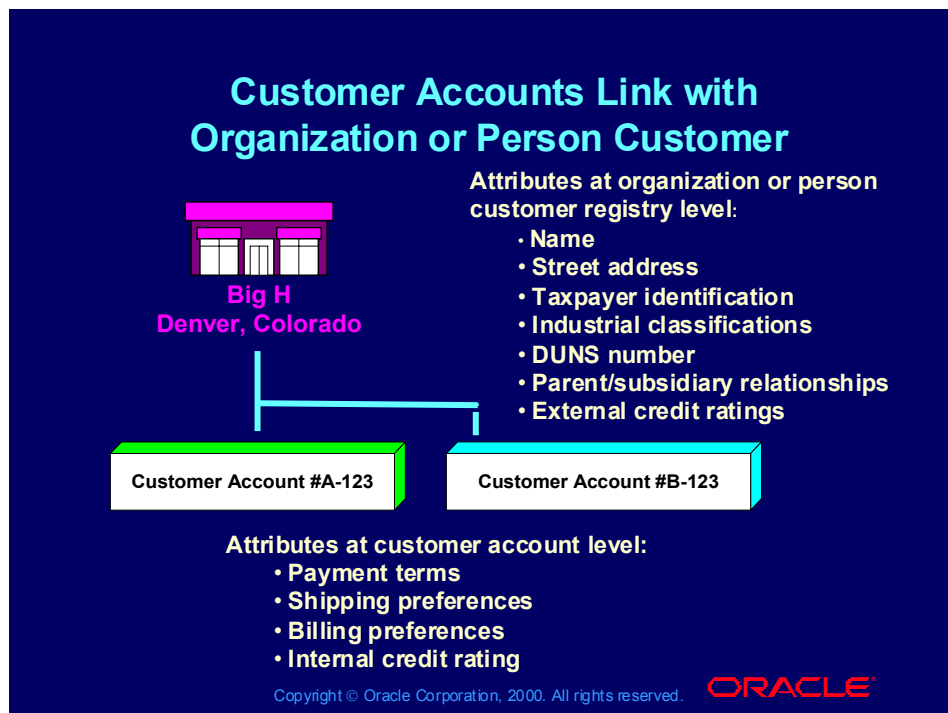 Customer Accounts Link with
Organization or Person Customer
Attributes at organization or person
customer registry level:
• Name
• Street address
• Taxpayer identification
• Industrial classifications
• DUNS number
• Parent/subsidiary relationships
• External credit ratings
Big H
Denver, Colorado
Customer Account #A-123
Customer Account #B-123
Attributes at customer account level:
• Payment terms
• Shipping preferences
• Billing preferences
• Internal credit rating
Copyright © Oracle Corporation, 2000. All rights reserved.
ORACLE®